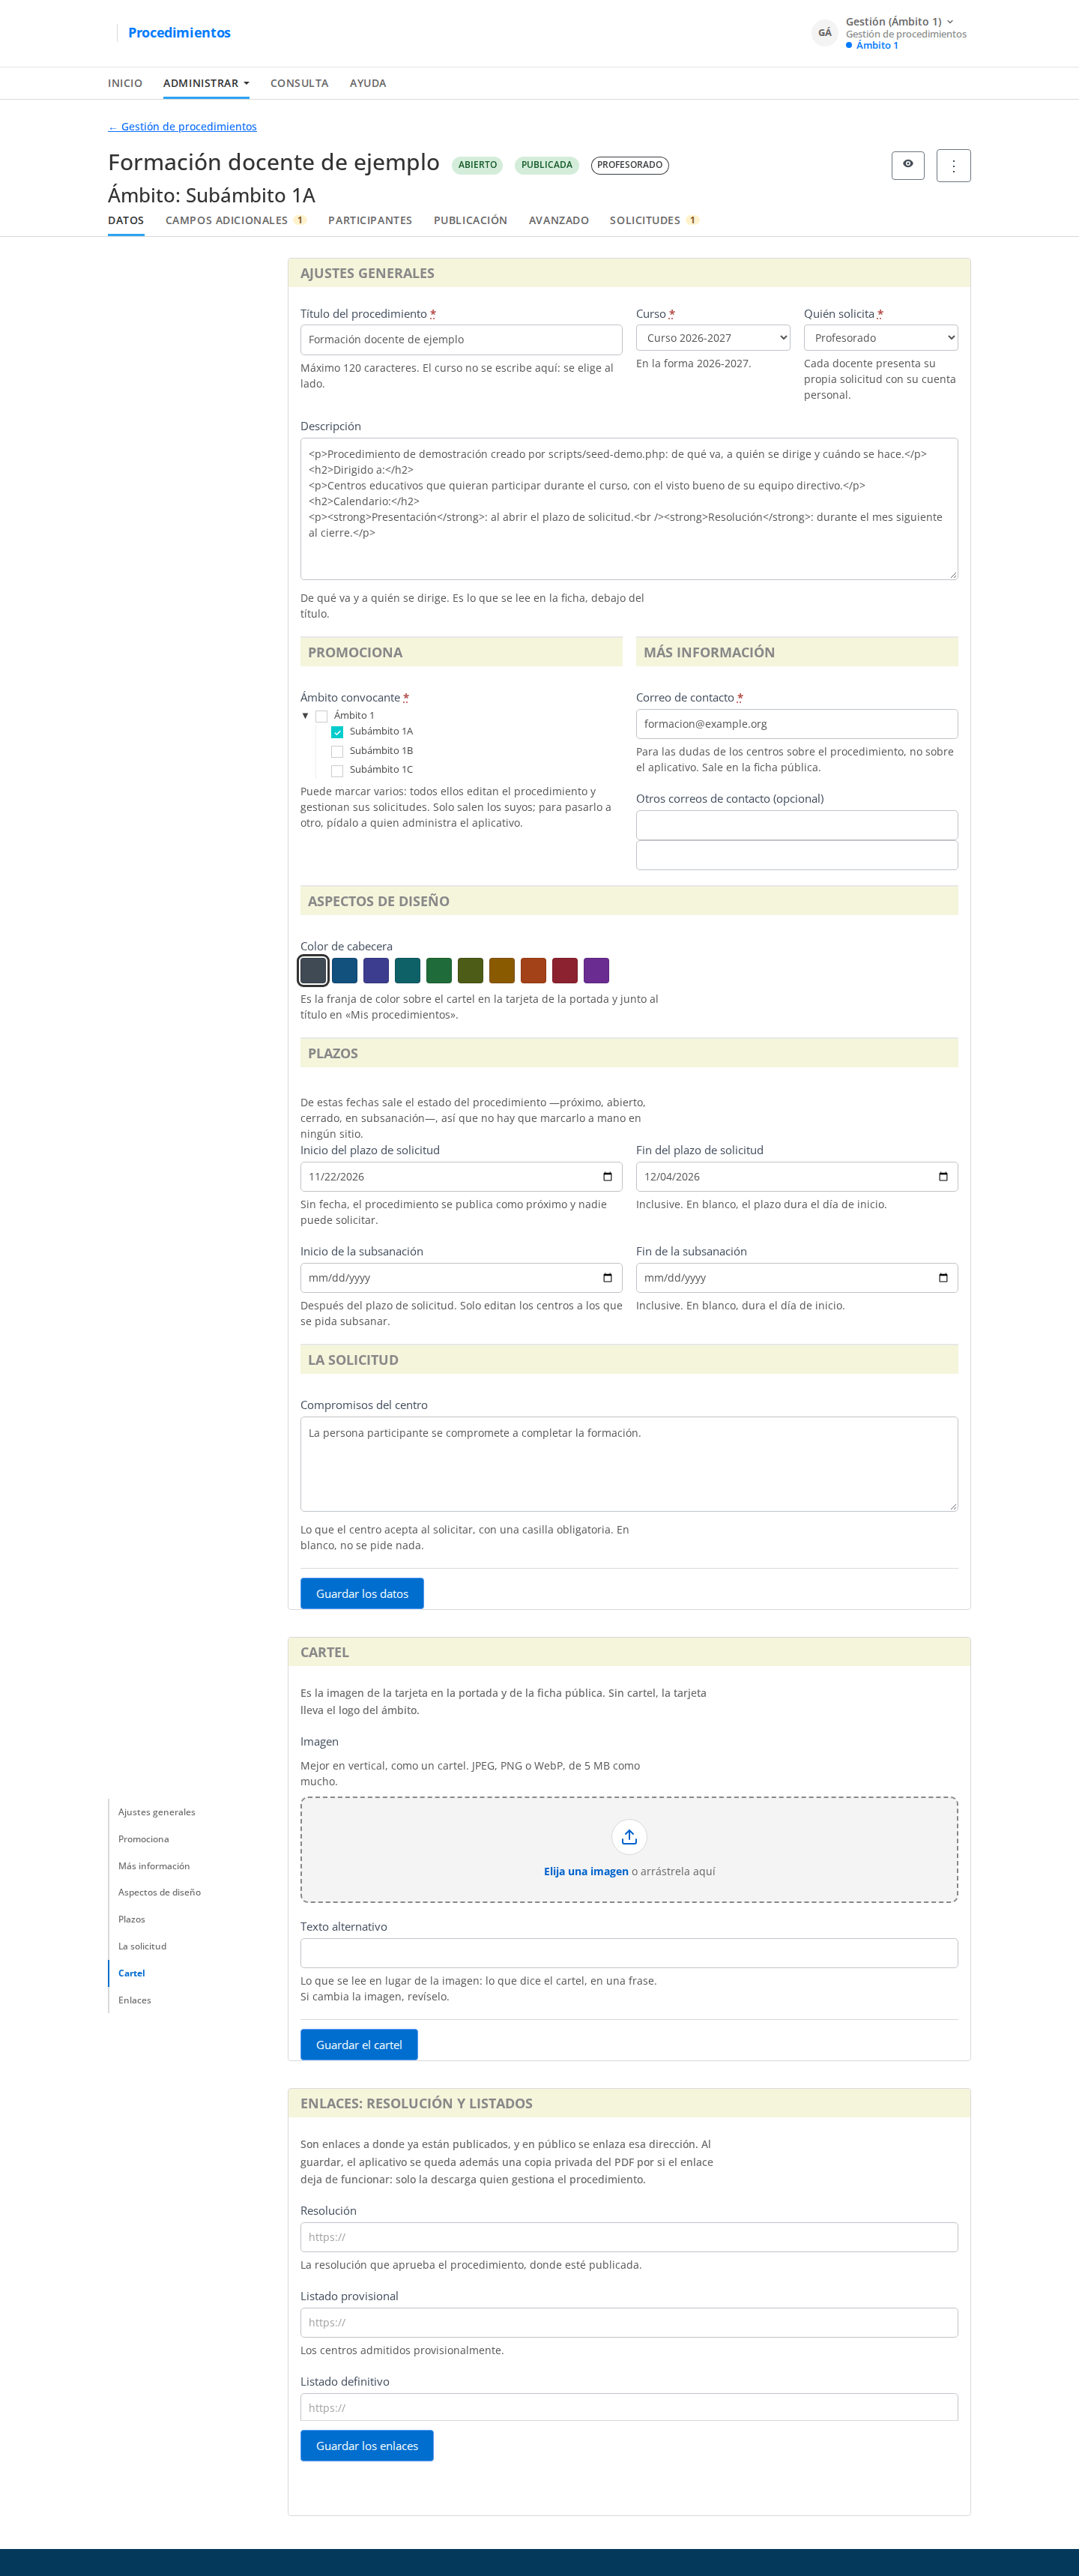 Procedimientos
GÁ
Gestión (Ámbito 1)
Gestión de procedimientos
Ámbito 1
INICIO
ADMINISTRAR
CONSULTA
AYUDA
← Gestión de procedimientos
Formación docente de ejemplo
ABIERTO
PUBLICADA
PROFESORADO
Ámbito: Subámbito 1A
DATOS
CAMPOS ADICIONALES 1
PARTICIPANTES
PUBLICACIÓN
AVANZADO
SOLICITUDES 1
AJUSTES GENERALES
Título del procedimiento *
Formación docente de ejemplo
Máximo 120 caracteres. El curso no se escribe aquí: se elige al
lado.
Curso *
Curso 2026-2027
En la forma 2026-2027.
Quién solicita *
Profesorado
Cada docente presenta su
propia solicitud con su cuenta
personal.
Descripción
<p>Procedimiento de demostración creado por scripts/seed-demo.php: de qué va, a quién se dirige y cuándo se hace.</p>
<h2>Dirigido a:</h2>
<p>Centros educativos que quieran participar durante el curso, con el visto bueno de su equipo directivo.</p>
<h2>Calendario:</h2>
<p><strong>Presentación</strong>: al abrir el plazo de solicitud.<br /><strong>Resolución</strong>: durante el mes siguiente
al cierre.</p>
De qué va y a quién se dirige. Es lo que se lee en la ficha, debajo del
título.
PROMOCIONA
Ámbito convocante *
▼ Ámbito 1
Subámbito 1A
Subámbito 1B
Subámbito 1C
Puede marcar varios: todos ellos editan el procedimiento y
gestionan sus solicitudes. Solo salen los suyos; para pasarlo a
otro, pídalo a quien administra el aplicativo.
MÁS INFORMACIÓN
Correo de contacto *
formacion@example.org
Para las dudas de los centros sobre el procedimiento, no sobre
el aplicativo. Sale en la ficha pública.
Otros correos de contacto (opcional)
ASPECTOS DE DISEÑO
Color de cabecera
Es la franja de color sobre el cartel en la tarjeta de la portada y junto al
título en «Mis procedimientos».
PLAZOS
De estas fechas sale el estado del procedimiento —próximo, abierto,
cerrado, en subsanación—, así que no hay que marcarlo a mano en
ningún sitio.
Inicio del plazo de solicitud
11/22/2026
Sin fecha, el procedimiento se publica como próximo y nadie
puede solicitar.
Fin del plazo de solicitud
12/04/2026
Inclusive. En blanco, el plazo dura el día de inicio.
Inicio de la subsanación
mm/dd/yyyy
Después del plazo de solicitud. Solo editan los centros a los que
se pida subsanar.
Fin de la subsanación
mm/dd/yyyy
Inclusive. En blanco, dura el día de inicio.
LA SOLICITUD
Compromisos del centro
La persona participante se compromete a completar la formación.
Lo que el centro acepta al solicitar, con una casilla obligatoria. En
blanco, no se pide nada.
Guardar los datos
Ajustes generales
Promociona
Más información
Aspectos de diseño
Plazos
La solicitud
Cartel
Enlaces
CARTEL
Es la imagen de la tarjeta en la portada y de la ficha pública. Sin cartel, la tarjeta
lleva el logo del ámbito.
Imagen
Mejor en vertical, como un cartel. JPEG, PNG o WebP, de 5 MB como
mucho.
Elija una imagen o arrástrela aquí
Texto alternativo
Lo que se lee en lugar de la imagen: lo que dice el cartel, en una frase.
Si cambia la imagen, revíselo.
Guardar el cartel
ENLACES: RESOLUCIÓN Y LISTADOS
Son enlaces a donde ya están publicados, y en público se enlaza esa dirección. Al
guardar, el aplicativo se queda además una copia privada del PDF por si el enlace
deja de funcionar: solo la descarga quien gestiona el procedimiento.
Resolución
https://
La resolución que aprueba el procedimiento, donde esté publicada.
Listado provisional
https://
Los centros admitidos provisionalmente.
Listado definitivo
https://
Guardar los enlaces